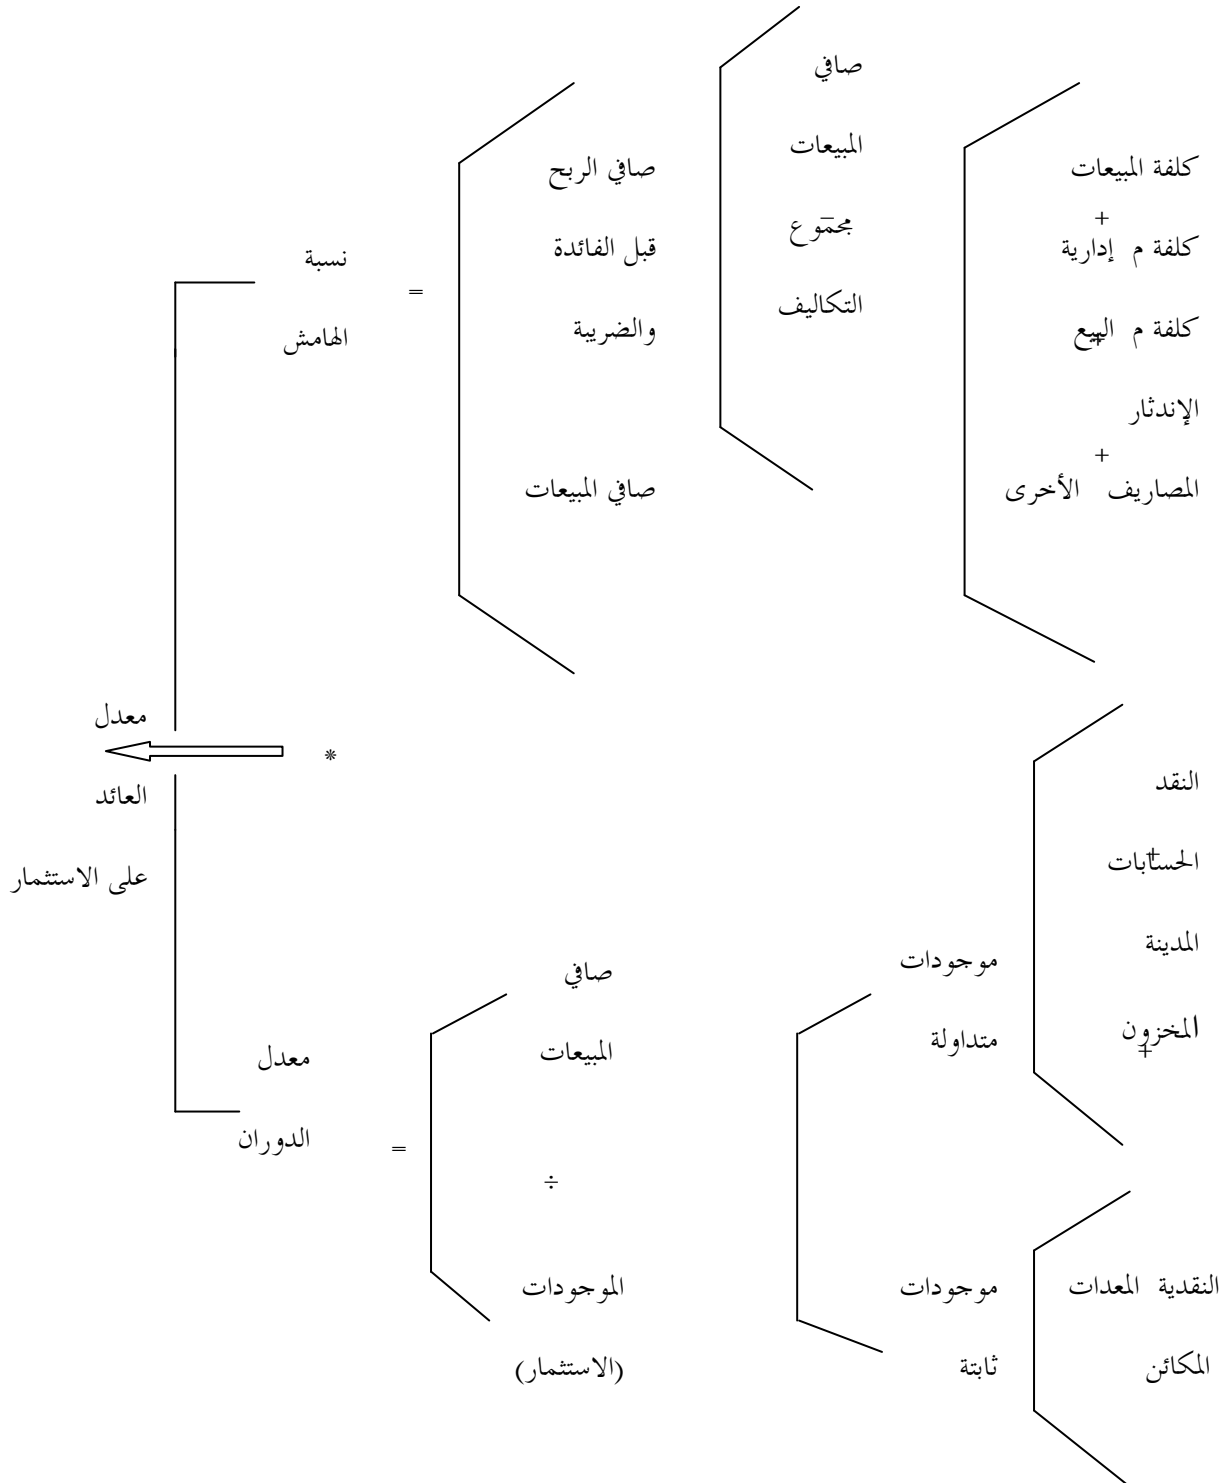 صافي
المبيعات
-
مجموع
التكاليف
كلفة المبيعات
+
كلفة م إدارية
كلفة م البيع
+
الإندثار
+
المصاريف الأخرى
صافي الربح
قبل الفائدة
والضريبة
صافي المبيعات
=
نسبة
الهامش
معدل
العائد
على الاستثمار
*
النقد
+
الحسابات
المدينة
المخزون
+
موجودات
متداولة
صافي
المبيعات
÷
الموجودات
(الاستثمار)
=
معدل
الدوران
النقدية المعدات
المكائن
موجودات
ثابتة